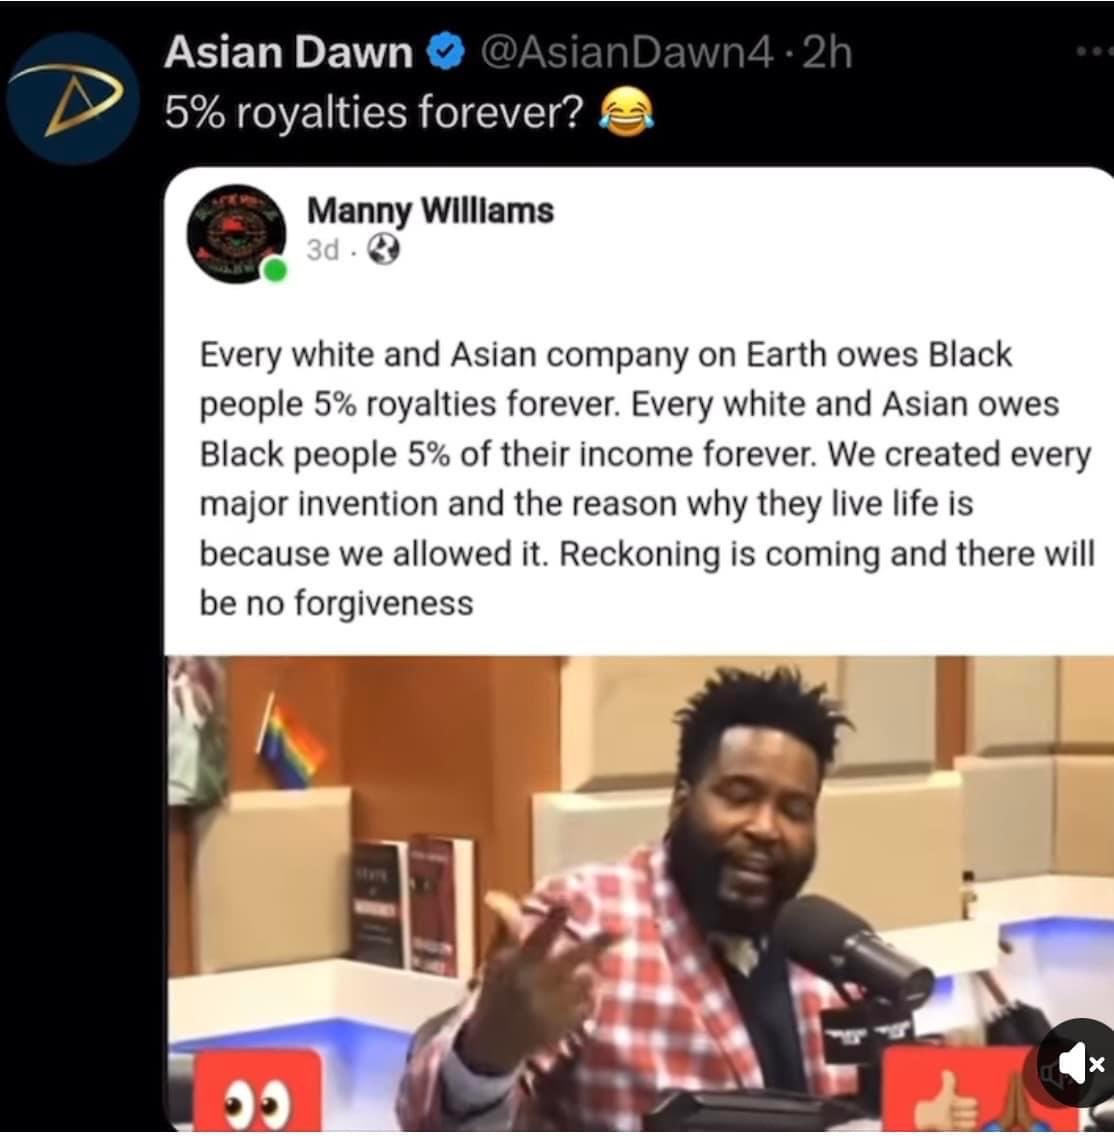 Asian Dawn @AsianDawn4 · 2h
5% royalties forever? 😂
Manny Williams
3d ·
Every white and Asian company on Earth owes Black
people 5% royalties forever. Every white and Asian owes
Black people 5% of their income forever. We created every
major invention and the reason why they live life is
because we allowed it. Reckoning is coming and there will
be no forgiveness